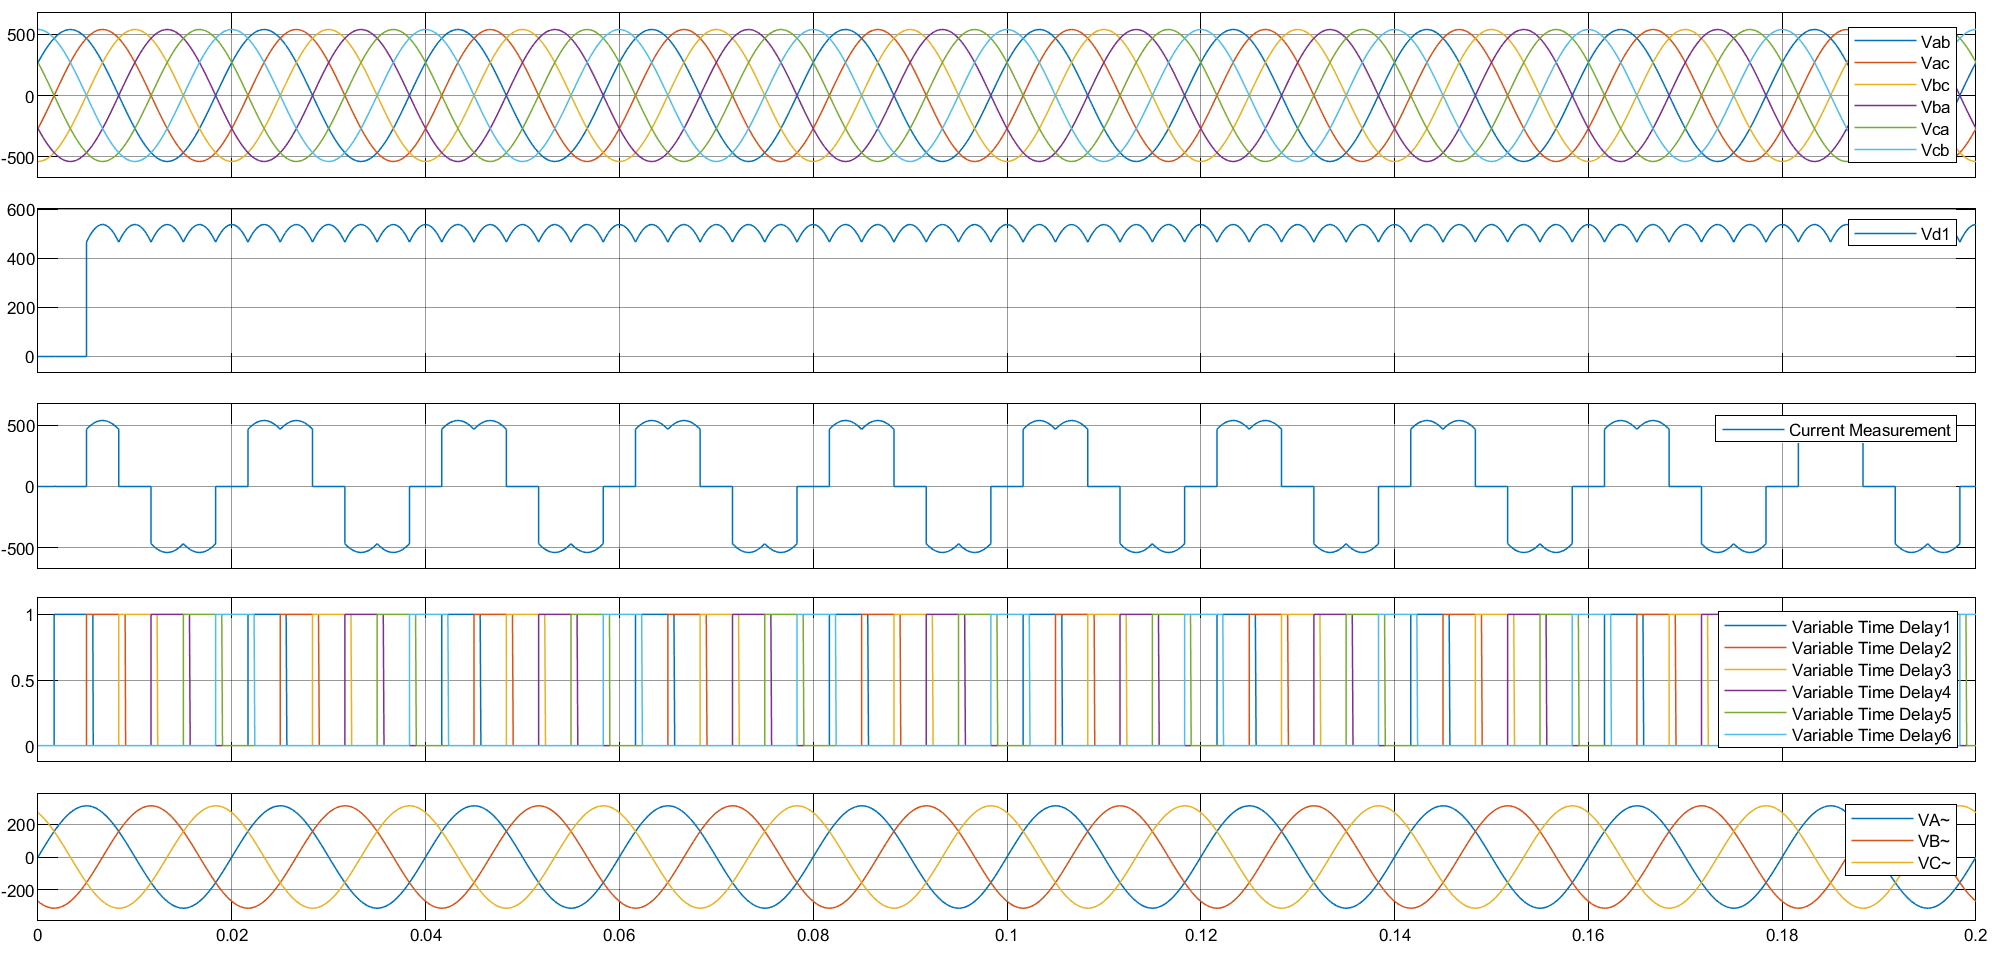 500
0
-500
Vab
Vac
Vbc
Vba
Vca
Vcb
600
400
200
0
Vd1
500
0
-500
Current Measurement
1
0.5
0
Variable Time Delay1
Variable Time Delay2
Variable Time Delay3
Variable Time Delay4
Variable Time Delay5
Variable Time Delay6
200
0
-200
VA~
VB~
VC~
0 0.02 0.04 0.06 0.08 0.1 0.12 0.14 0.16 0.18 0.2